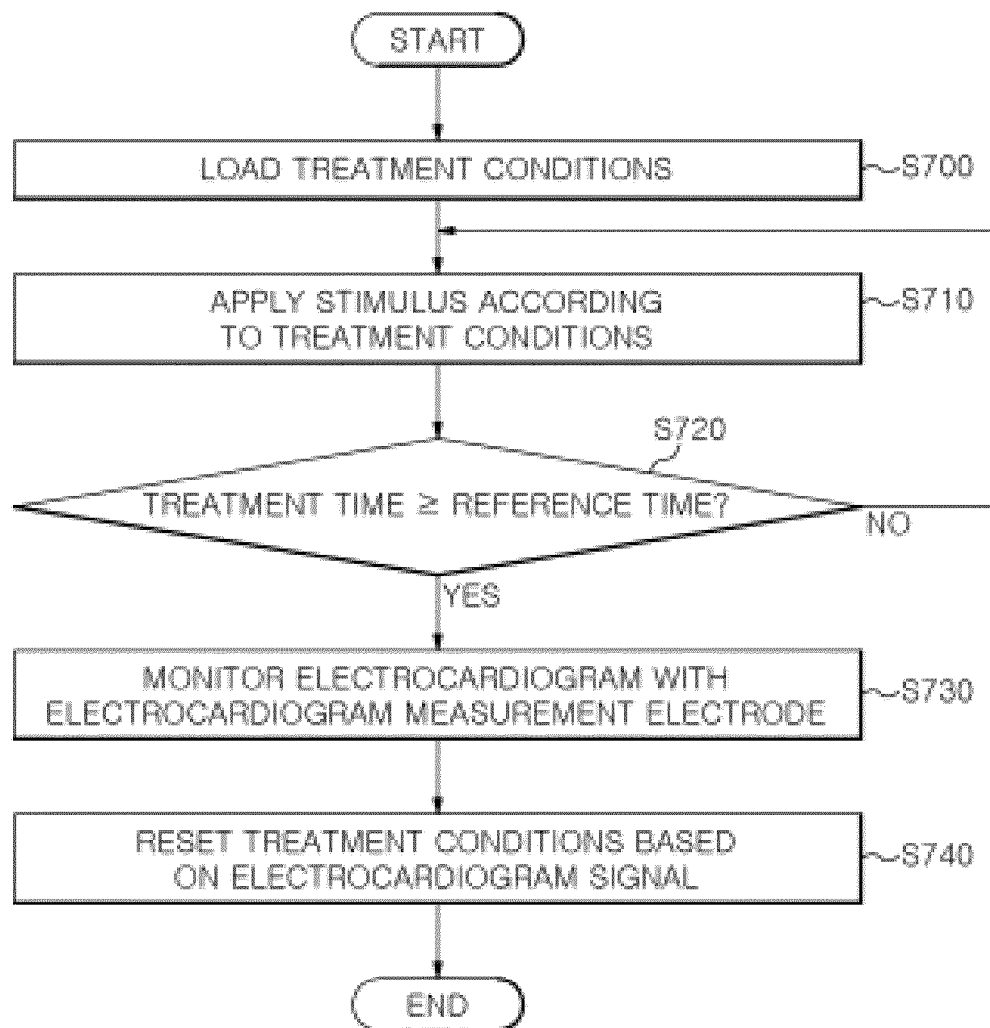 START
LOAD TREATMENT CONDITIONS
S700
APPLY STIMULUS ACCORDING
TO TREATMENT CONDITIONS
S710
S720
TREATMENT TIME ≥ REFERENCE TIME?
NO
YES
MONITOR ELECTROCARDIOGRAM WITH
ELECTROCARDIOGRAM MEASUREMENT ELECTRODE
S730
RESET TREATMENT CONDITIONS BASED
ON ELECTROCARDIOGRAM SIGNAL
S740
END